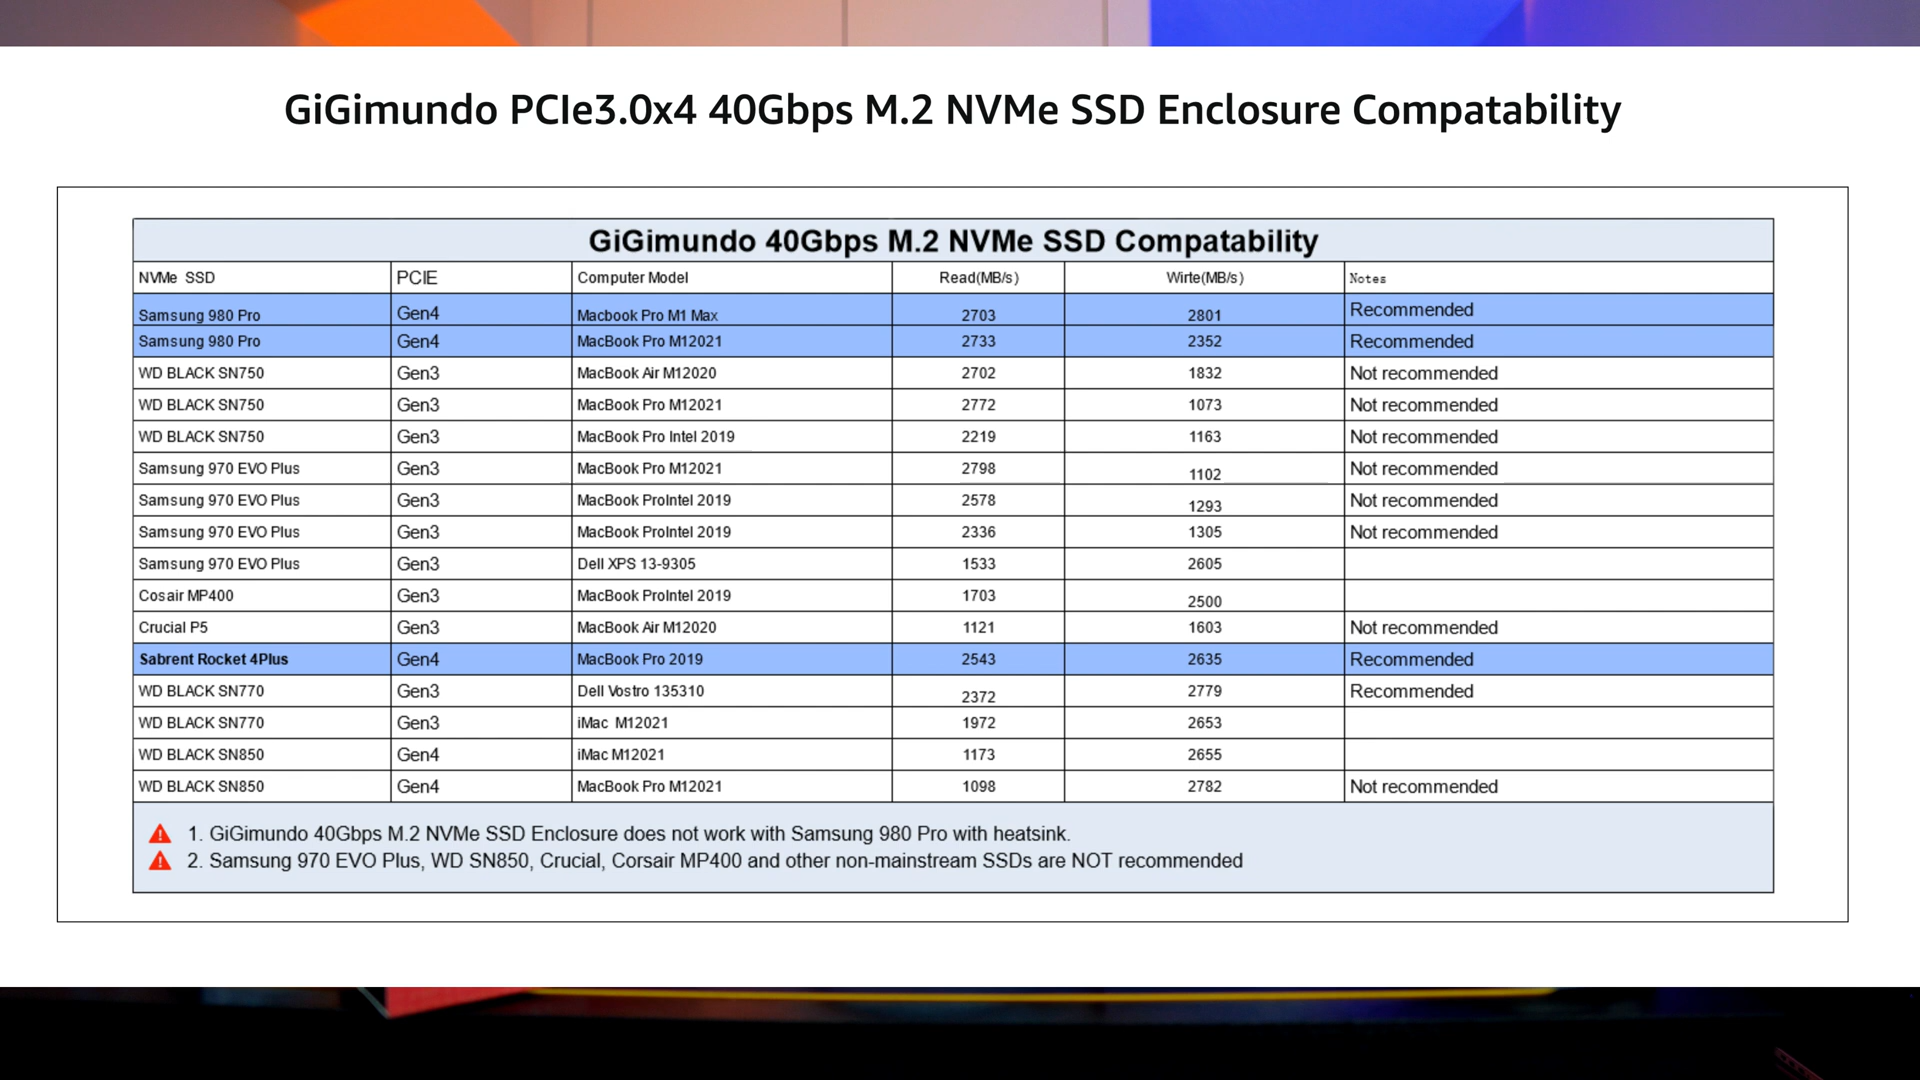 GiGimundo PCIe3.0x4 40Gbps M.2 NVMe SSD Enclosure Compatability
GiGimundo 40Gbps M.2 NVMe SSD Compatability
NVMe SSD PCIE Computer Model Read(MB/s) Wirte(MB/s) Notes
Samsung 980 Pro Gen4 Macbook Pro M1 Max 2703 2801 Recommended
Samsung 980 Pro Gen4 MacBook Pro M12021 2733 2352 Recommended
WD BLACK SN750 Gen3 MacBook Air M12020 2702 1832 Not recommended
WD BLACK SN750 Gen3 MacBook Pro M12021 2772 1073 Not recommended
WD BLACK SN750 Gen3 MacBook Pro Intel 2019 2219 1163 Not recommended
Samsung 970 EVO Plus Gen3 MacBook Pro M12021 2798 1102 Not recommended
Samsung 970 EVO Plus Gen3 MacBook ProIntel 2019 2578 1293 Not recommended
Samsung 970 EVO Plus Gen3 MacBook ProIntel 2019 2336 1305 Not recommended
Samsung 970 EVO Plus Gen3 Dell XPS 13-9305 1533 2605
Cosair MP400 Gen3 MacBook ProIntel 2019 1703 2500
Crucial P5 Gen3 MacBook Air M12020 1121 1603 Not recommended
Sabrent Rocket 4Plus Gen4 MacBook Pro 2019 2543 2635 Recommended
WD BLACK SN770 Gen3 Dell Vostro 135310 2372 2779 Recommended
WD BLACK SN770 Gen3 iMac M12021 1972 2653
WD BLACK SN850 Gen4 iMac M12021 1173 2655
WD BLACK SN850 Gen4 MacBook Pro M12021 1098 2782 Not recommended
1. GiGimundo 40Gbps M.2 NVMe SSD Enclosure does not work with Samsung 980 Pro with heatsink.
2. Samsung 970 EVO Plus, WD SN850, Crucial, Corsair MP400 and other non-mainstream SSDs are NOT recommended